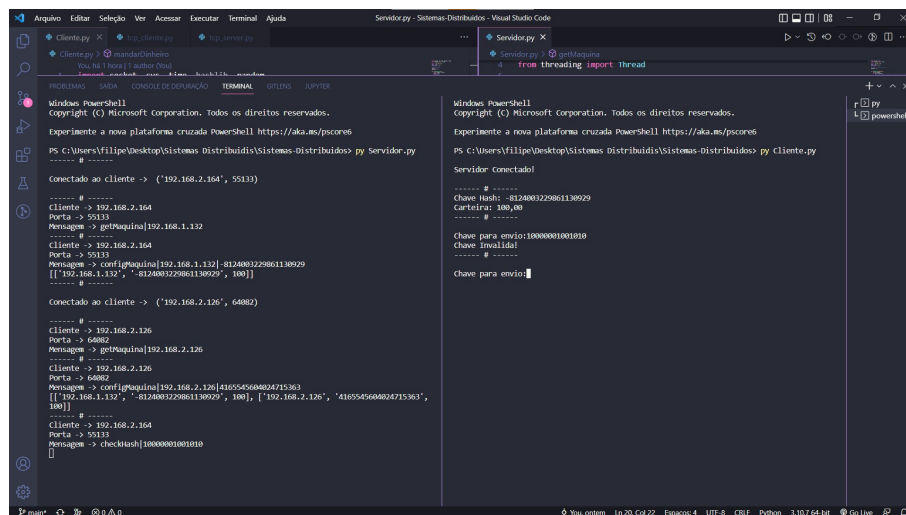 Arquivo Editar Seleção Ver Acessar Executar Terminal Ajuda
Servidor.py - Sistemas-Distribuidos - Visual Studio Code
Cliente.py tcp_cliente.py tcp_server.py
Servidor.py
Cliente.py > mandarDinheiro
Servidor.py > getMaquina
You, há 1 hora | 1 author (You)
import socket, sys, time, hashlib, random
4 from threading import Thread
PROBLEMAS SAÍDA CONSOLE DE DEPURAÇÃO TERMINAL GITLENS JUPYTER
Windows PowerShell
Copyright (C) Microsoft Corporation. Todos os direitos reservados.
Experimente a nova plataforma cruzada PowerShell https://aka.ms/pscore6
PS C:\Users\filipe\Desktop\Sistemas Distribuidis\Sistemas-Distribuidos> py Servidor.py
------ # ------
Conectado ao cliente -> ('192.168.2.164', 55133)
------ # ------
Cliente -> 192.168.2.164
Porta -> 55133
Mensagem -> getMaquina|192.168.1.132
------ # ------
Cliente -> 192.168.2.164
Porta -> 55133
Mensagem -> configMaquina|192.168.1.132|-8124003229861130929
[['192.168.1.132', '-8124003229861130929', 100]]
------ # ------
Conectado ao cliente -> ('192.168.2.126', 64082)
------ # ------
Cliente -> 192.168.2.126
Porta -> 64082
Mensagem -> getMaquina|192.168.2.126
------ # ------
Cliente -> 192.168.2.126
Porta -> 64082
Mensagem -> configMaquina|192.168.2.126|4165545604024715363
[['192.168.1.132', '-8124003229861130929', 100], ['192.168.2.126', '4165545604024715363',
100]]
------ # ------
Cliente -> 192.168.2.164
Porta -> 55133
Mensagem -> checkHash|10000001001010
Windows PowerShell
Copyright (C) Microsoft Corporation. Todos os direitos reservados.
Experimente a nova plataforma cruzada PowerShell https://aka.ms/pscore6
PS C:\Users\filipe\Desktop\Sistemas Distribuidis\Sistemas-Distribuidos> py Cliente.py
Servidor Conectado!
------ # ------
Chave Hash: -8124003229861130929
Carteira: 100,00
------ # ------
Chave para envio:10000001001010
Chave Invalida!
------ # ------
Chave para envio:
py
powershel
main* 0 0
You, ontem Ln 20, Col 22 Espaços: 4 UTF-8 CRLF Python 3.10.7 64-bit Go Live